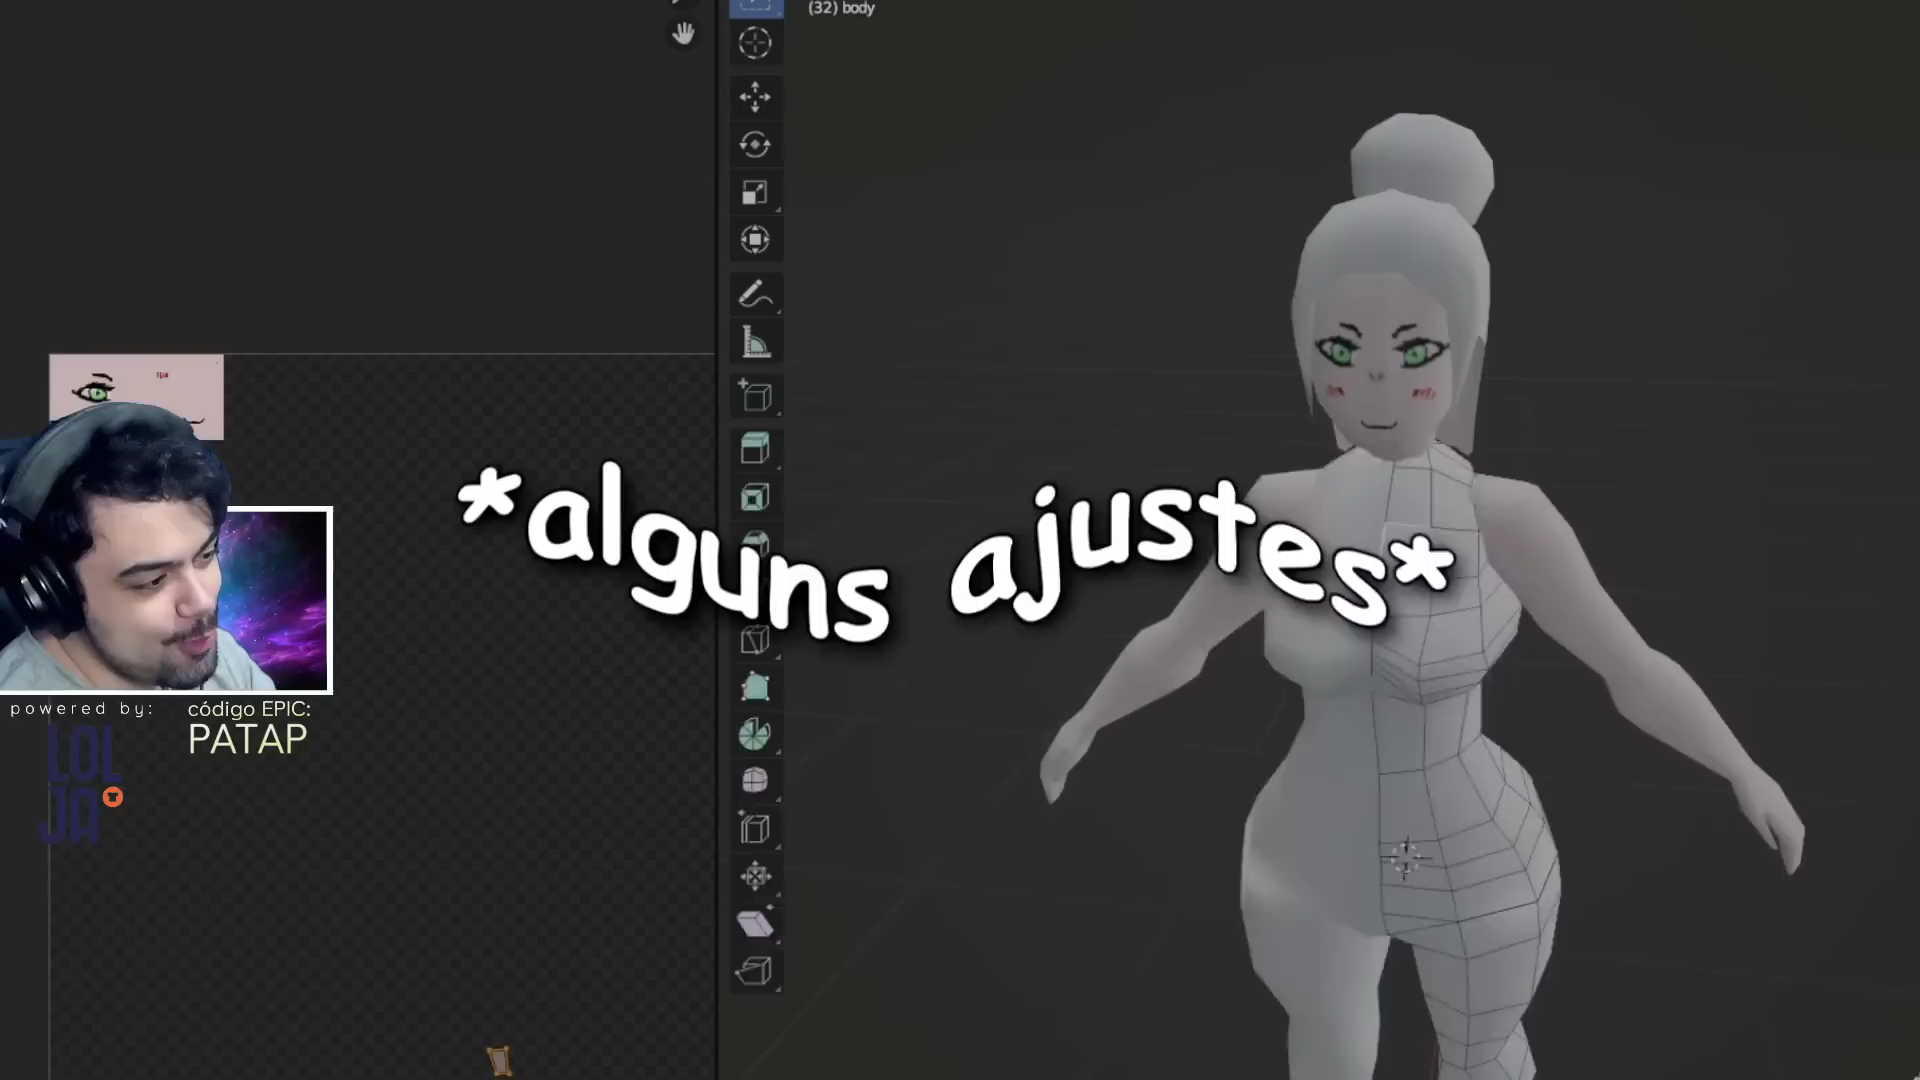 (32) body
*alguns ajustes*
powered by:
código EPIC:
PATAP
LOL
JA